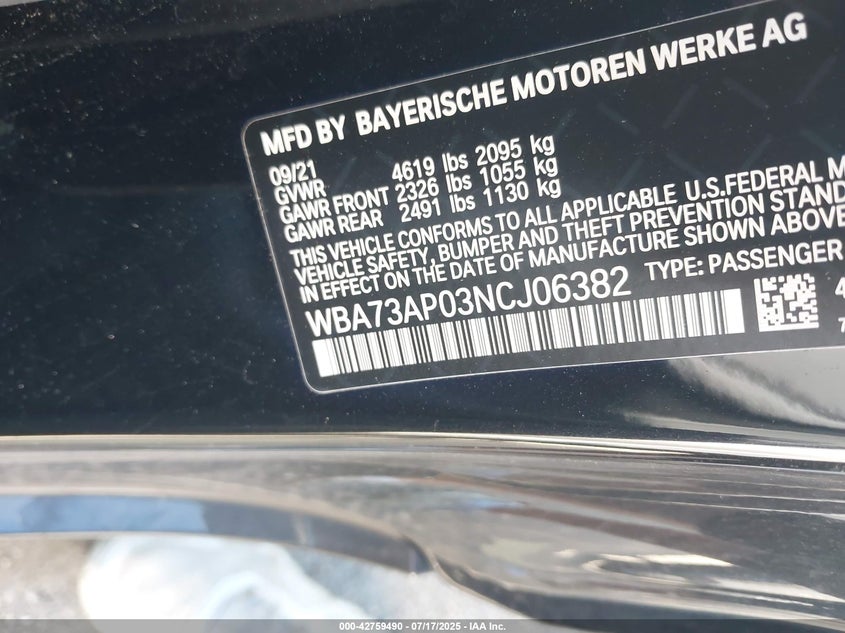 MFD BY BAYERISCHE MOTOREN WERKE AG
09/21
GVWR 4619 lbs 2095 kg
GAWR FRONT 2326 lbs 1055 kg
GAWR REAR 2491 lbs 1130 kg
THIS VEHICLE CONFORMS TO ALL APPLICABLE U.S.FEDERAL M
VEHICLE SAFETY, BUMPER AND THEFT PREVENTION STAND
IN EFFECT ON THE DATE OF MANUFACTURE SHOWN ABOVE
WBA73AP03NCJ06382 TYPE: PASSENGER
4
7
000-42759490 - 07/17/2025 - IAA Inc.